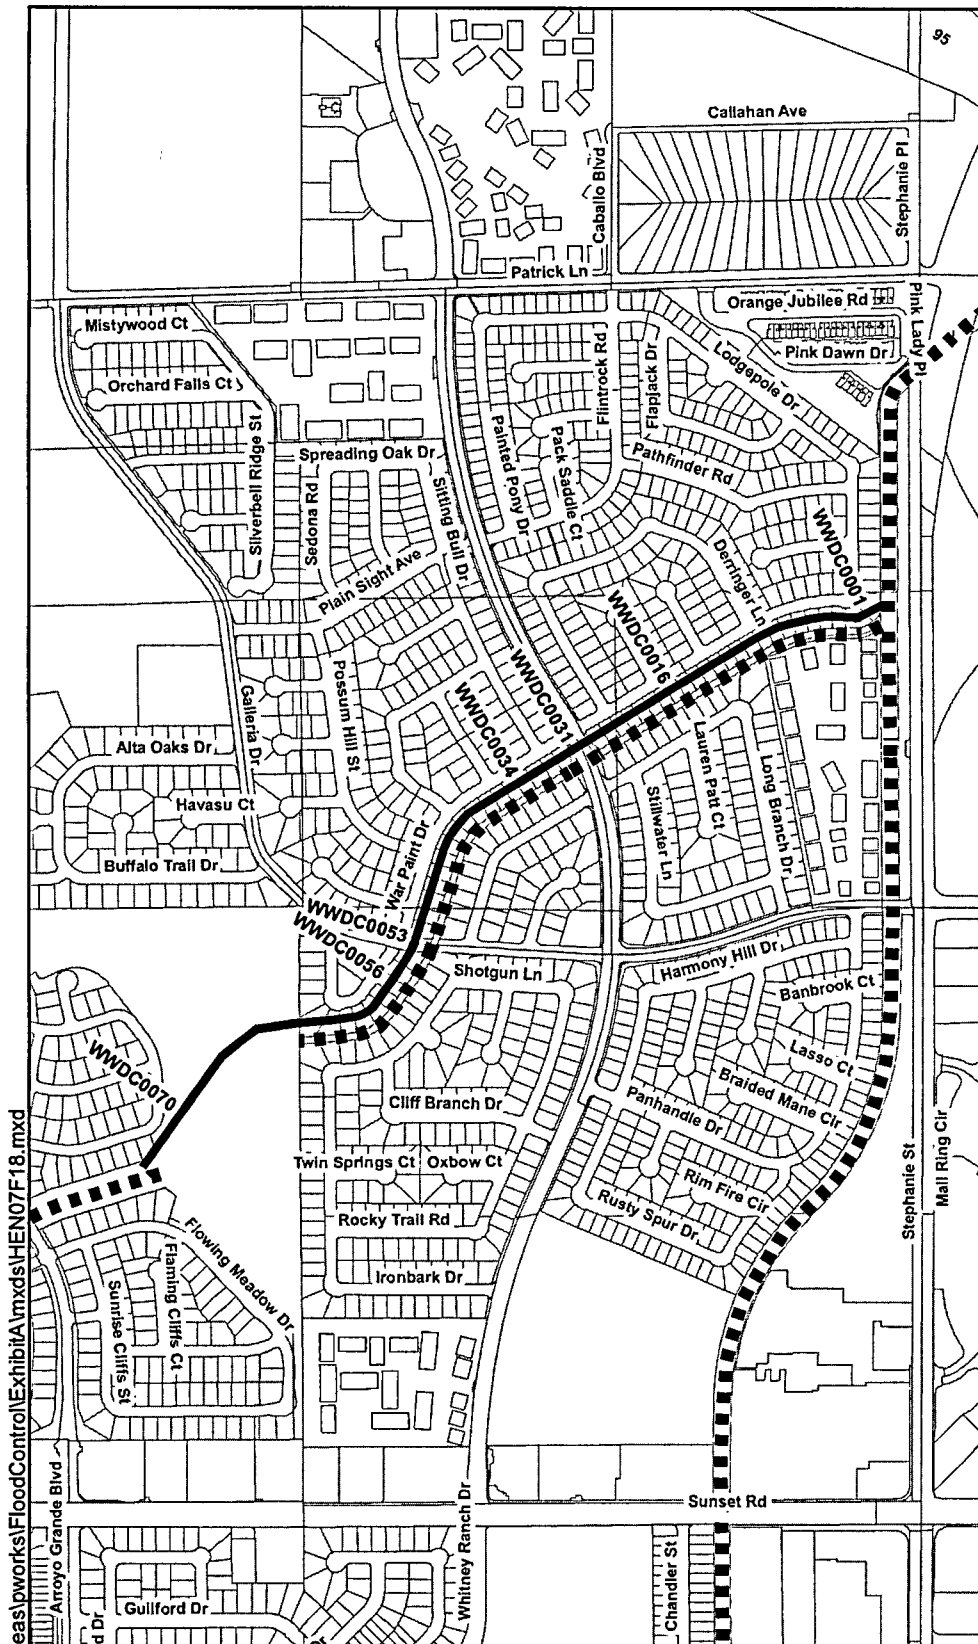 95
Callahan Ave
Caballo Blvd
Stephanie Pl
Patrick Ln
Orange Jubilee Rd
Pink Lady Pl
Pink Dawn Dr
Mistywood Ct
Orchard Falls Ct
Silverbell Ridge St
Spreading Oak Dr
Sedona Rd
Sitting Bull Dr
Plain Sight Ave
Painted Pony Dr
Pack Saddle Ct
Flintrock Rd
Flapjack Dr
Lodgepole Dr
Pathfinder Rd
Derringer Ln
WWDC0001
WWDC0016
WWDC0031
WWDC0034
Possum Hill St
Galleria Dr
Alta Oaks Dr
Havasu Ct
Buffalo Trail Dr
War Paint Dr
Lauren Patt Ct
Long Branch Dr
Stillwater Ln
WWDC0053
WWDC0056
Shotgun Ln
Harmony Hill Dr
Banbrook Ct
WWDC0070
Lasso Ct
Braided Mane Cir
Cliff Branch Dr
Panhandle Dr
Twin Springs Ct
Oxbow Ct
Rim Fire Cir
Rusty Spur Dr
Rocky Trail Rd
Ironbark Dr
Stephanie St
Mall Ring Cir
Flowing Meadow Dr
Flaming Cliffs Ct
Sunrise Cliffs St
Sunset Rd
Arroyo Grande Blvd
Whitney Ranch Dr
Chandler St
Guilford Dr
d Dr
eas\pworks\FloodControl\ExhibitA\mxds\HEN07F18.mxd